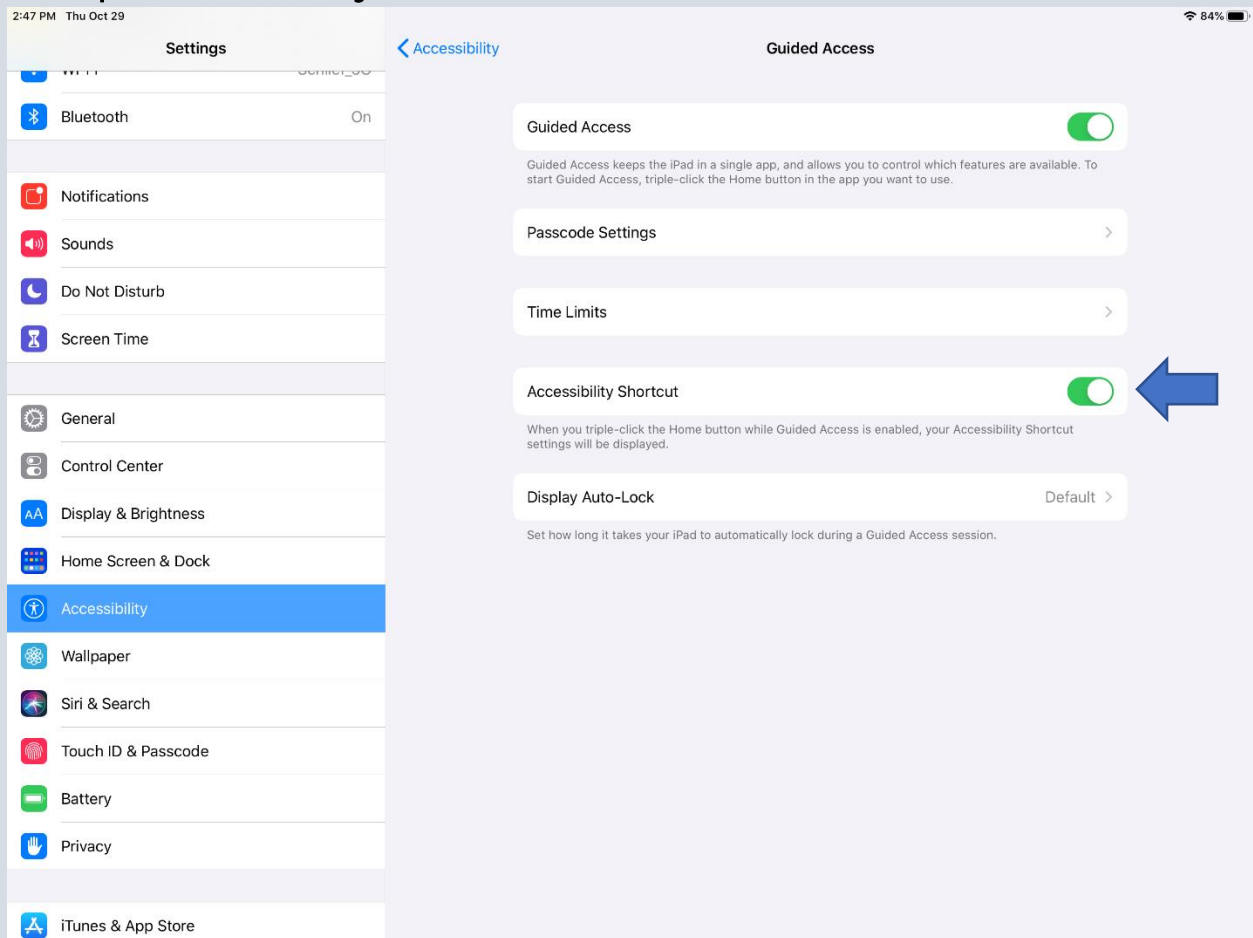 2:47 PM Thu Oct 29
84%
Settings
Bluetooth On
Notifications
Sounds
Do Not Disturb
Screen Time
General
Control Center
AA Display & Brightness
Home Screen & Dock
Accessibility
Wallpaper
Siri & Search
Touch ID & Passcode
Battery
Privacy
iTunes & App Store
Accessibility
Guided Access
Guided Access
Guided Access keeps the iPad in a single app, and allows you to control which features are available. To
start Guided Access, triple-click the Home button in the app you want to use.
Passcode Settings
Time Limits
Accessibility Shortcut
When you triple-click the Home button while Guided Access is enabled, your Accessibility Shortcut
settings will be displayed.
Display Auto-Lock Default
Set how long it takes your iPad to automatically lock during a Guided Access session.